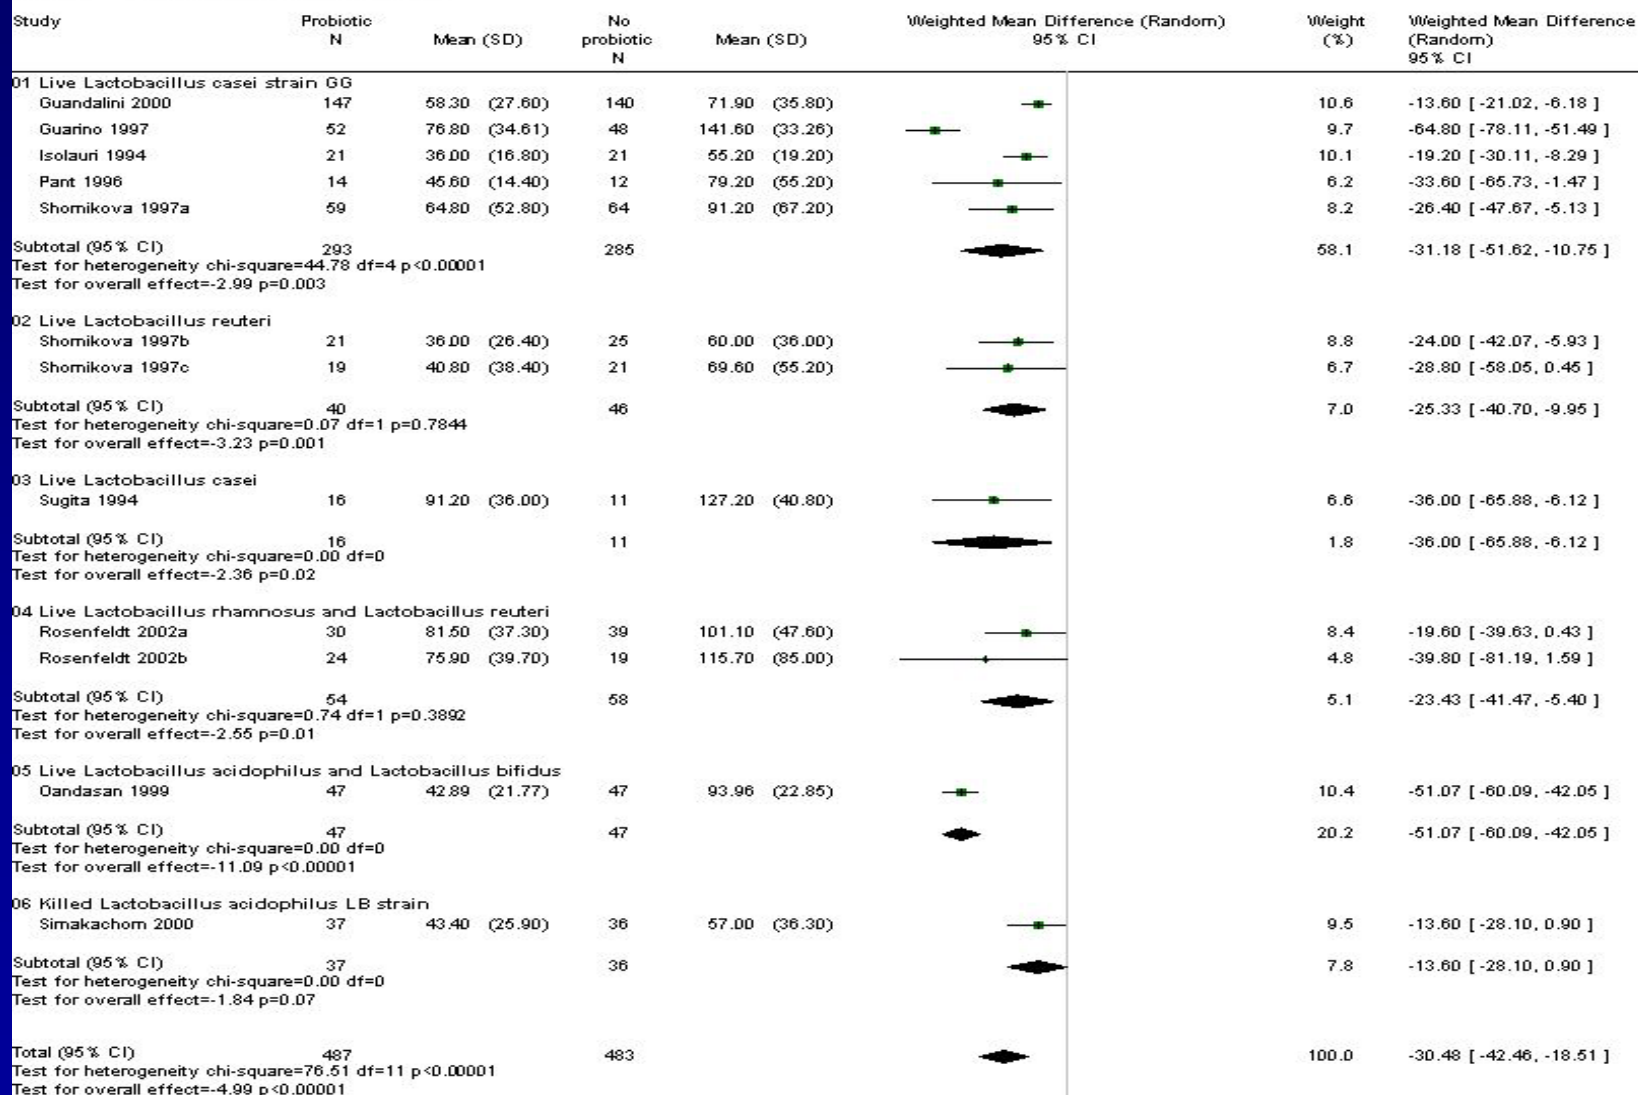 Study Probiotic N Mean (SD) No probiotic N Mean (SD) Weighted Mean Difference (Random) 95% CI Weight (%) Weighted Mean Difference (Random) 95% CI
01 Live Lactobacillus casei strain GG
Guandalini 2000 147 58.30 (27.60) 140 71.90 (35.80) 10.6 -13.60 [ -21.02, -6.18 ]
Guarino 1997 52 76.80 (34.61) 48 141.60 (33.26) 9.7 -64.80 [ -78.11, -51.49 ]
Isolauri 1994 21 36.00 (16.80) 21 55.20 (19.20) 10.1 -19.20 [ -30.11, -8.29 ]
Pant 1996 14 45.60 (14.40) 12 79.20 (55.20) 6.2 -33.60 [ -65.73, -1.47 ]
Shornikova 1997a 59 64.80 (52.80) 64 91.20 (67.20) 8.2 -26.40 [ -47.67, -5.13 ]
Subtotal (95% CI) 293 285 58.1 -31.18 [ -51.62, -10.75 ]
Test for heterogeneity chi-square=44.78 df=4 p<0.00001
Test for overall effect=-2.99 p=0.003
02 Live Lactobacillus reuteri
Shornikova 1997b 21 36.00 (26.40) 25 60.00 (36.00) 8.8 -24.00 [ -42.07, -5.93 ]
Shornikova 1997c 19 40.80 (38.40) 21 69.60 (55.20) 6.7 -28.80 [ -58.05, 0.45 ]
Subtotal (95% CI) 40 46 7.0 -25.33 [ -40.70, -9.95 ]
Test for heterogeneity chi-square=0.07 df=1 p=0.7844
Test for overall effect=-3.23 p=0.001
03 Live Lactobacillus casei
Sugita 1994 16 91.20 (36.00) 11 127.20 (40.80) 6.6 -36.00 [ -65.88, -6.12 ]
Subtotal (95% CI) 16 11 1.8 -36.00 [ -65.88, -6.12 ]
Test for heterogeneity chi-square=0.00 df=0
Test for overall effect=-2.36 p=0.02
04 Live Lactobacillus rhamnosus and Lactobacillus reuteri
Rosenfeldt 2002a 30 81.50 (37.30) 39 101.10 (47.60) 8.4 -19.60 [ -39.63, 0.43 ]
Rosenfeldt 2002b 24 75.90 (39.70) 19 115.70 (85.00) 4.8 -39.80 [ -81.19, 1.59 ]
Subtotal (95% CI) 54 58 5.1 -23.43 [ -41.47, -5.40 ]
Test for heterogeneity chi-square=0.74 df=1 p=0.3892
Test for overall effect=-2.55 p=0.01
05 Live Lactobacillus acidophilus and Lactobacillus bifidus
Oandasan 1999 47 42.89 (21.77) 47 93.96 (22.85) 10.4 -51.07 [ -60.09, -42.05 ]
Subtotal (95% CI) 47 47 20.2 -51.07 [ -60.09, -42.05 ]
Test for heterogeneity chi-square=0.00 df=0
Test for overall effect=-11.09 p<0.00001
06 Killed Lactobacillus acidophilus LB strain
Simakachorn 2000 37 43.40 (25.90) 36 57.00 (36.30) 9.5 -13.60 [ -28.10, 0.90 ]
Subtotal (95% CI) 37 36 7.8 -13.60 [ -28.10, 0.90 ]
Test for heterogeneity chi-square=0.00 df=0
Test for overall effect=-1.84 p=0.07
Total (95% CI) 487 483 100.0 -30.48 [ -42.46, -18.51 ]
Test for heterogeneity chi-square=76.51 df=11 p<0.00001
Test for overall effect=-4.99 p<0.00001